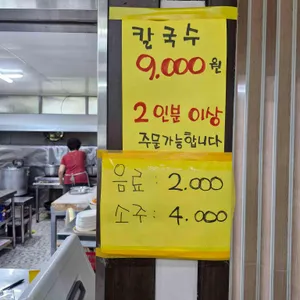 칼국수
9.000원
2인분 이상
주문가능합니다
음료: 2.000
소주: 4.000